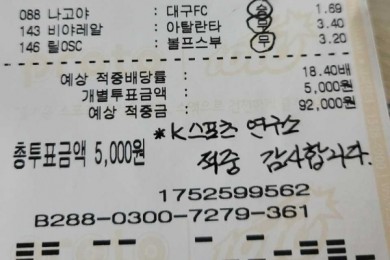 088 나고야 : 대구FC 승 1.69
143 비야레알 : 아탈란타 무 3.40
146 릴OSC : 볼프스부 무 3.20
예상 적중배당률 : 18.40배
개별투표금액 : 5,000원
예상 적중금 : 92,000원
*K스포츠 연구소
총투표금액 5,000원
적중 감사합니다.
1752599562
B288-0300-7279-361